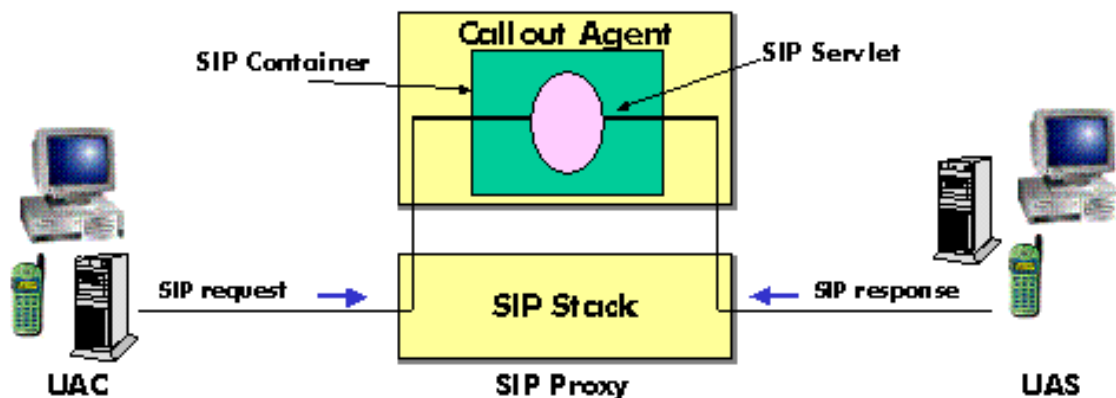 Callout Agent
SIP Container
SIP Servlet
SIP request
SIP Stack
SIP response
UAC
SIP Proxy
UAS